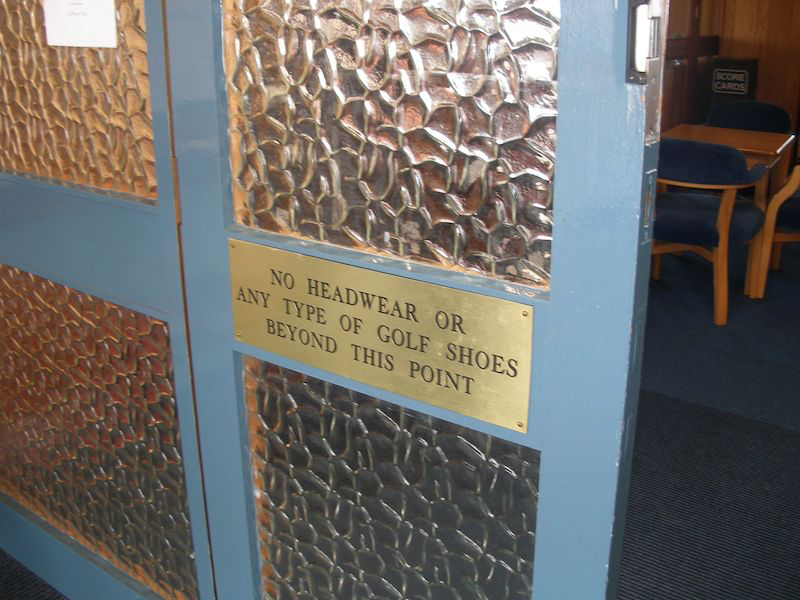 SCORE
CARDS
NO HEADWEAR OR
ANY TYPE OF GOLF SHOES
BEYOND THIS POINT